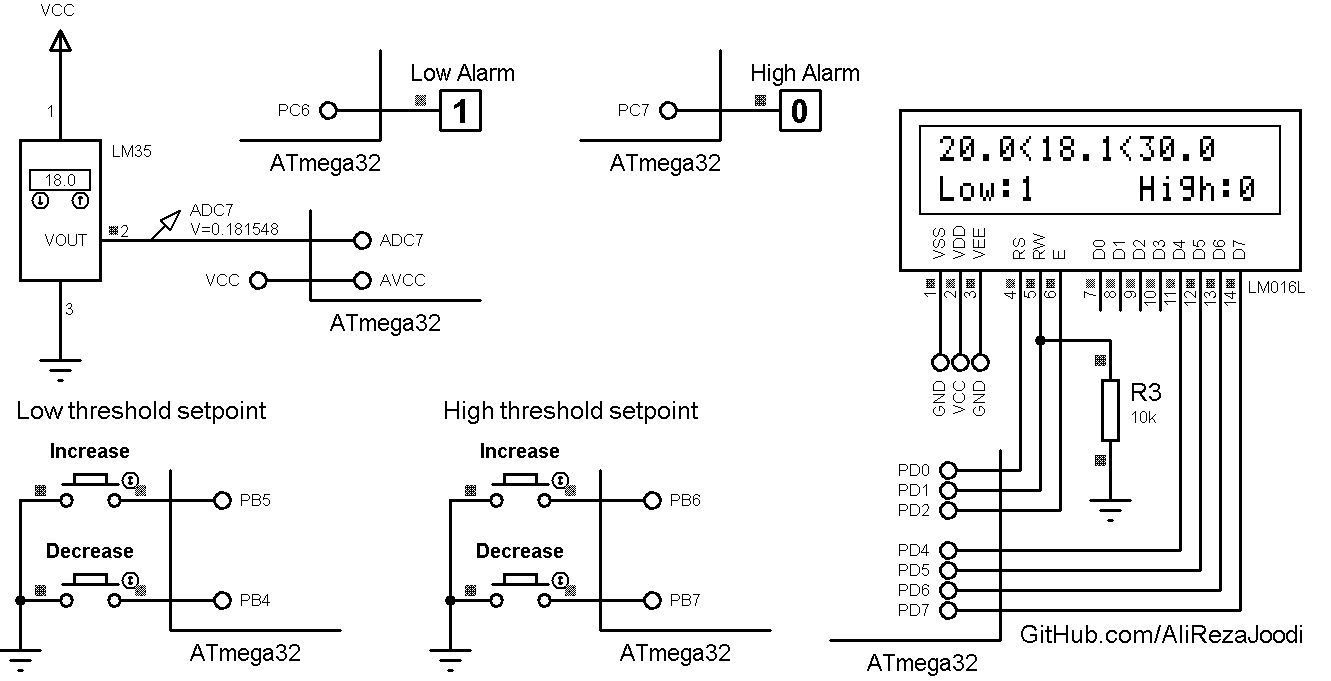 VCC
1
LM35
18.0
VOUT
2
3
ADC7
V=0.181548
ADC7
VCC
AVCC
ATmega32
PC6
Low Alarm
1
ATmega32
PC7
High Alarm
0
ATmega32
20.0<18.1<30.0
Low:1 High:0
VSS VDD VEE RS RW E D0 D1 D2 D3 D4 D5 D6 D7
1 2 3 4 5 6 7 8 9 10 11 12 13 14
LM016L
GND VCC GND
R3
10k
PD0
PD1
PD2
PD4
PD5
PD6
PD7
ATmega32
GitHub.com/AliRezaJoodi
Low threshold setpoint
Increase
PB5
Decrease
PB4
ATmega32
High threshold setpoint
Increase
PB6
Decrease
PB7
ATmega32